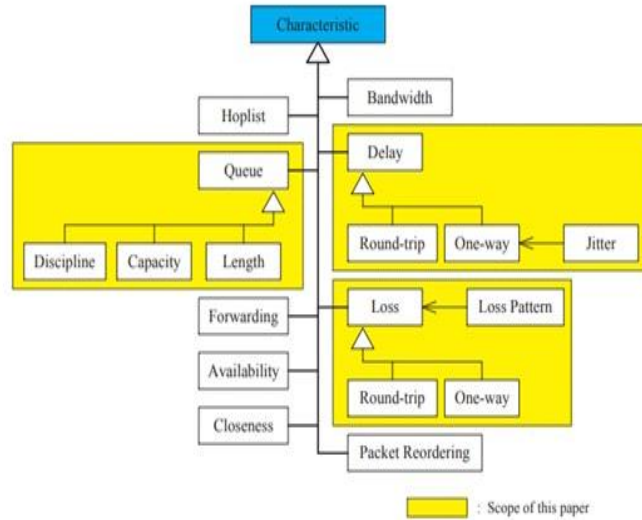 Characteristic
Bandwidth
Hoplist
Queue
Delay
Discipline
Capacity
Length
Round-trip
One-way
Jitter
Forwarding
Loss
Loss Pattern
Availability
Round-trip
One-way
Closeness
Packet Reordering
: Scope of this paper